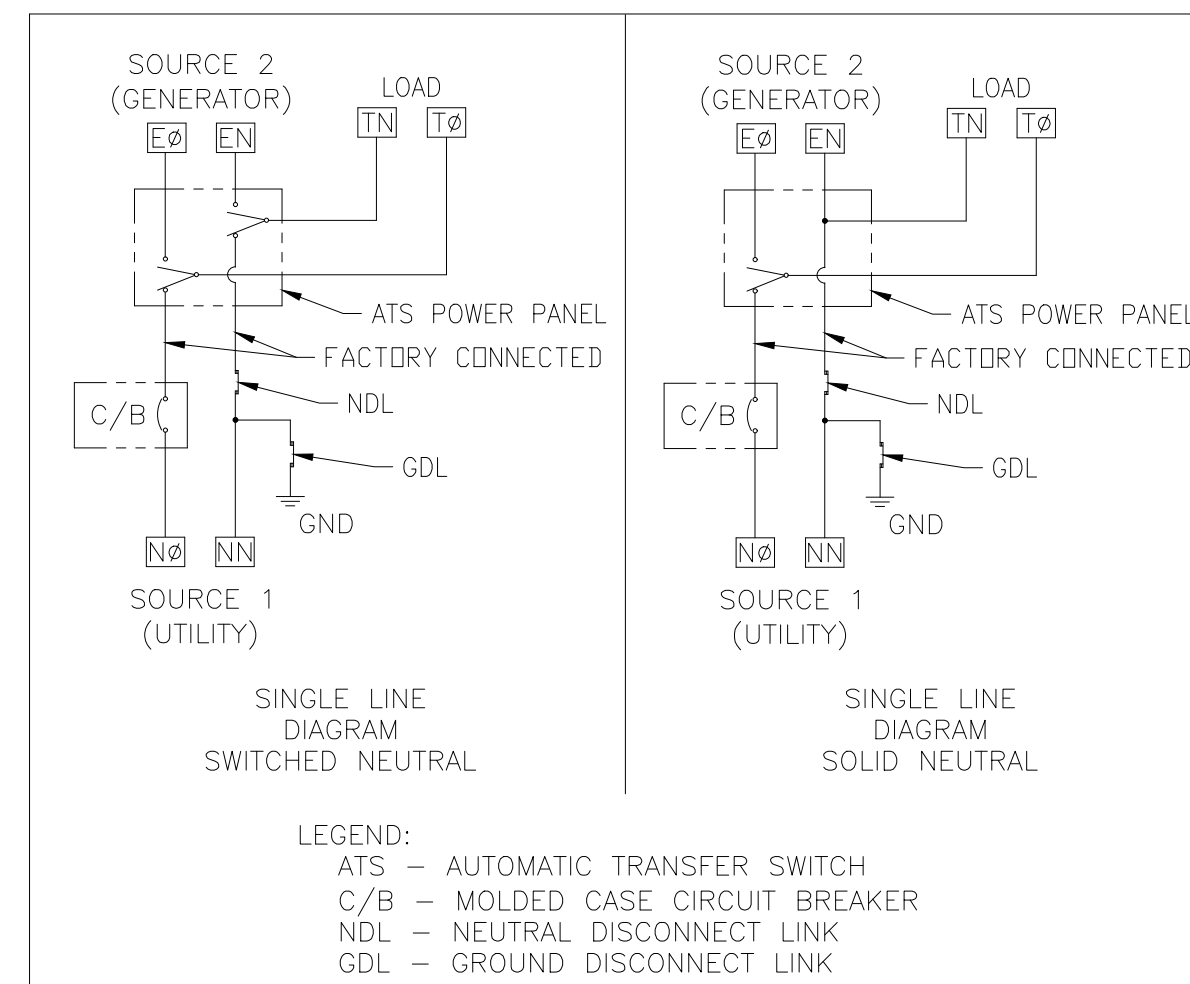 SOURCE 2
(GENERATOR)
LOAD
EØ
EN
TN
TØ
ATS POWER PANEL
FACTORY CONNECTED
NDL
C/B
GDL
GND
NØ
NN
SOURCE 1
(UTILITY)
SINGLE LINE
DIAGRAM
SWITCHED NEUTRAL
SOURCE 2
(GENERATOR)
LOAD
EØ
EN
TN
TØ
ATS POWER PANEL
FACTORY CONNECTED
NDL
C/B
GDL
GND
NØ
NN
SOURCE 1
(UTILITY)
SINGLE LINE
DIAGRAM
SOLID NEUTRAL
LEGEND:
ATS – AUTOMATIC TRANSFER SWITCH
C/B – MOLDED CASE CIRCUIT BREAKER
NDL – NEUTRAL DISCONNECT LINK
GDL – GROUND DISCONNECT LINK